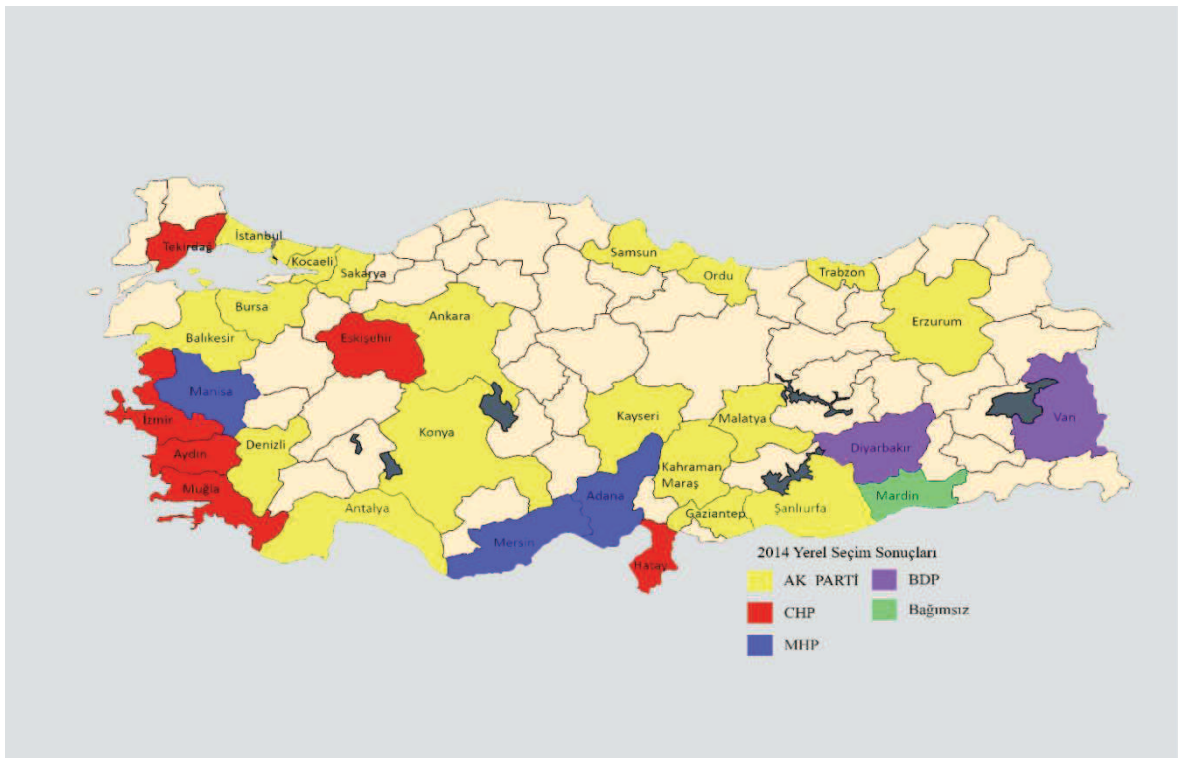 Tekirdağ
İstanbul
Kocaeli
Sakarya
Samsun
Ordu
Trabzon
Bursa
Ankara
Erzurum
Balıkesir
Eskişehir
Manisa
İzmir
Denizli
Konya
Kayseri
Malatya
Van
Aydın
Diyarbakır
Kahraman
Maraş
Muğla
Antalya
Adana
Gaziantep
Şanlıurfa
Mardin
Mersin
Hatay
2014 Yerel Seçim Sonuçları
AK PARTİ
BDP
CHP
Bağımsız
MHP